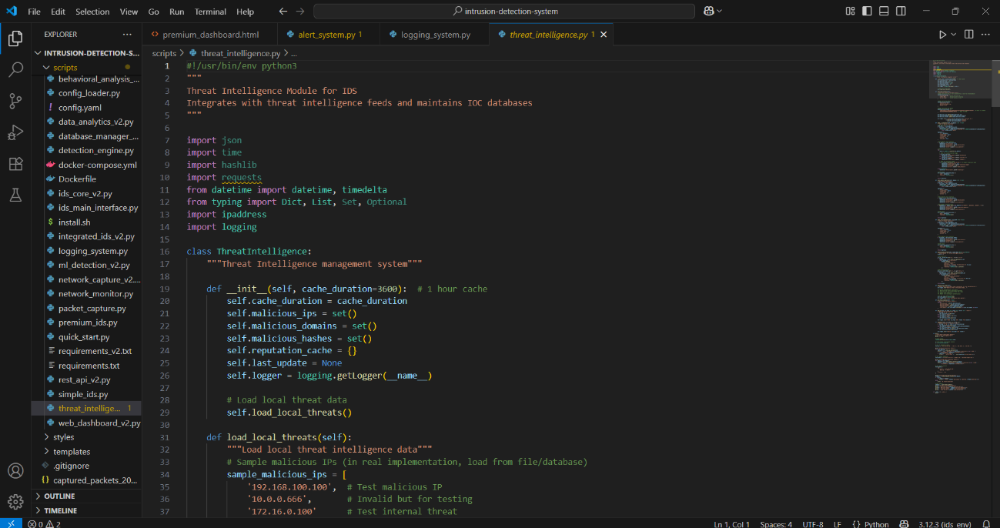 File Edit Selection View Go Run Terminal Help
intrusion-detection-system
EXPLORER
premium_dashboard.html
alert_system.py 1
logging_system.py
threat_intelligence.py 1
INTRUSION-DETECTION-S...
scripts > threat_intelligence.py > ...
scripts
behavioral_analysis_...
config_loader.py
config.yaml
data_analytics_v2.py
database_manager_...
detection_engine.py
docker-compose.yml
Dockerfile
ids_core_v2.py
ids_main_interface.py
install.sh
integrated_ids_v2.py
logging_system.py
ml_detection_v2.py
network_capture_v2....
network_monitor.py
packet_capture.py
premium_ids.py
quick_start.py
requirements_v2.txt
requirements.txt
rest_api_v2.py
simple_ids.py
threat_intellige... 1
web_dashboard_v2.py
styles
templates
.gitignore
captured_packets_20...
OUTLINE
TIMELINE
1 #!/usr/bin/env python3
2 """
3 Threat Intelligence Module for IDS
4 Integrates with threat intelligence feeds and maintains IOC databases
5 """
6
7 import json
8 import time
9 import hashlib
10 import requests
11 from datetime import datetime, timedelta
12 from typing import Dict, List, Set, Optional
13 import ipaddress
14 import logging
15
16 class ThreatIntelligence:
17 """Threat Intelligence management system"""
18
19 def __init__(self, cache_duration=3600): # 1 hour cache
20 self.cache_duration = cache_duration
21 self.malicious_ips = set()
22 self.malicious_domains = set()
23 self.malicious_hashes = set()
24 self.reputation_cache = {}
25 self.last_update = None
26 self.logger = logging.getLogger(__name__)
27
28 # Load local threat data
29 self.load_local_threats()
30
31 def load_local_threats(self):
32 """Load local threat intelligence data"""
33 # Sample malicious IPs (in real implementation, load from file/database)
34 sample_malicious_ips = [
35 '192.168.100.100', # Test malicious IP
36 '10.0.0.666', # Invalid but for testing
37 '172.16.0.100' # Test internal threat
0 2
Ln 1, Col 1 Spaces: 4 UTF-8 LF {} Python 3.12.3 (ids_env)